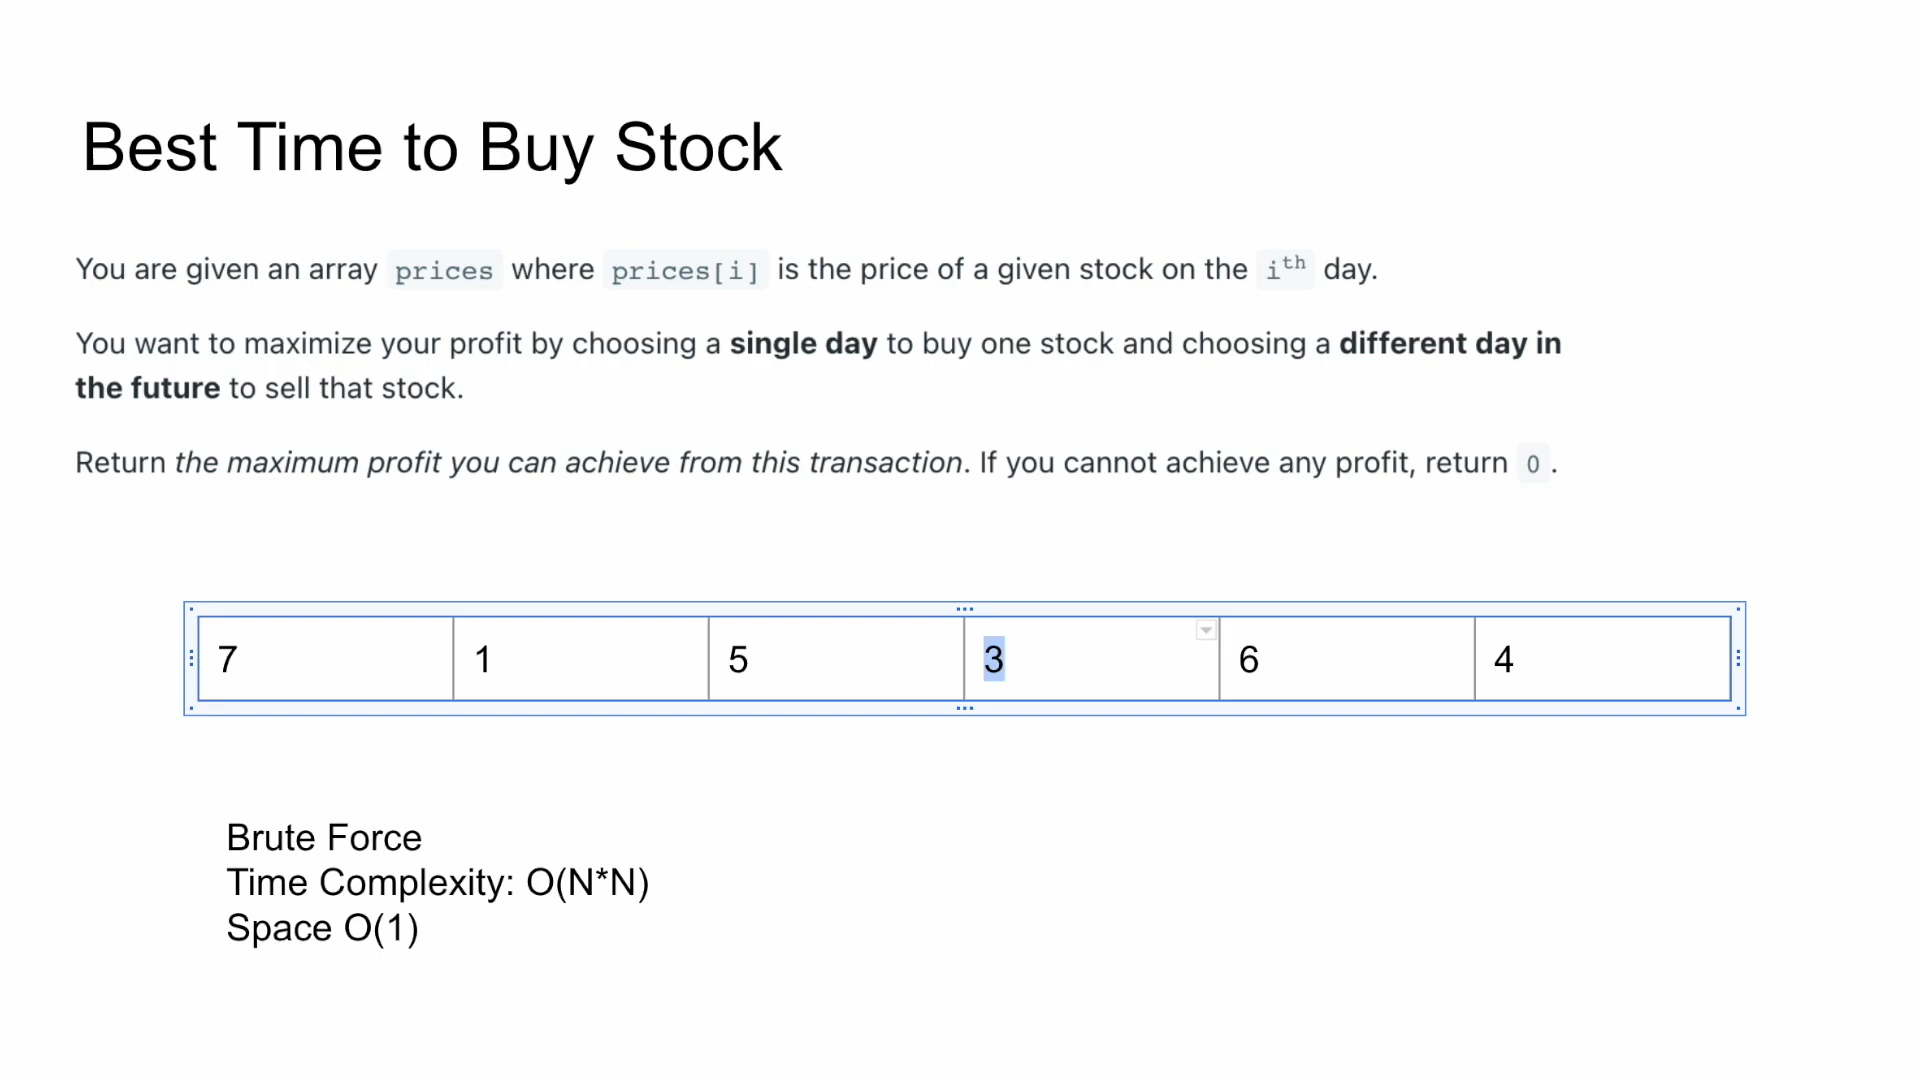 Best Time to Buy Stock
You are given an array prices where prices[i] is the price of a given stock on the ith day.
You want to maximize your profit by choosing a single day to buy one stock and choosing a different day in
the future to sell that stock.
Return the maximum profit you can achieve from this transaction. If you cannot achieve any profit, return 0.
7 1 5 3 6 4
Brute Force
Time Complexity: O(N*N)
Space O(1)